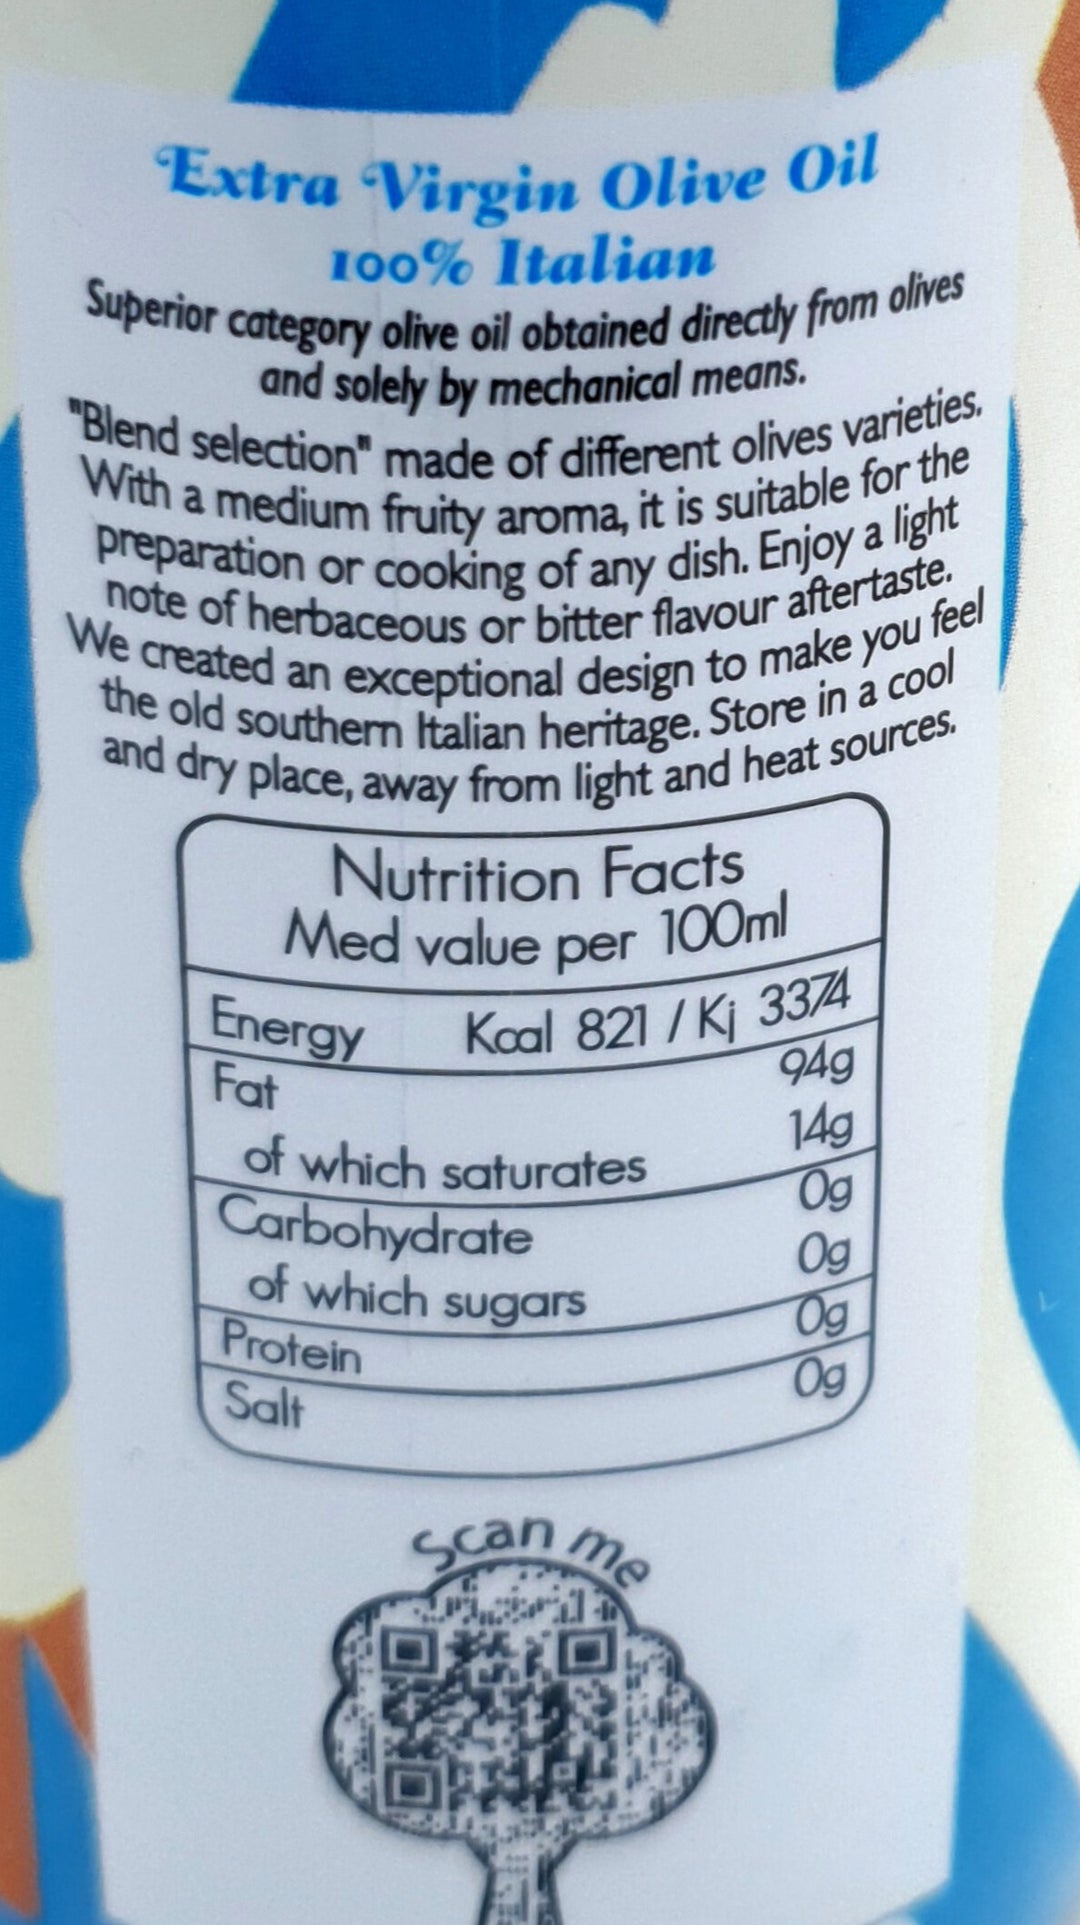 Extra Virgin Olive Oil
100% Italian
Superior category olive oil obtained directly from olives
and solely by mechanical means.
"Blend selection" made of different olives varieties.
With a medium fruity aroma, it is suitable for the
preparation or cooking of any dish. Enjoy a light
note of herbaceous or bitter flavour aftertaste.
We created an exceptional design to make you feel
the old southern Italian heritage. Store in a cool
and dry place, away from light and heat sources.
Nutrition Facts
Med value per 100ml
Energy Kcal 821 / Kj 3374
Fat 94g
of which saturates 14g
Carbohydrate 0g
of which sugars 0g
Protein 0g
Salt 0g
Scan me